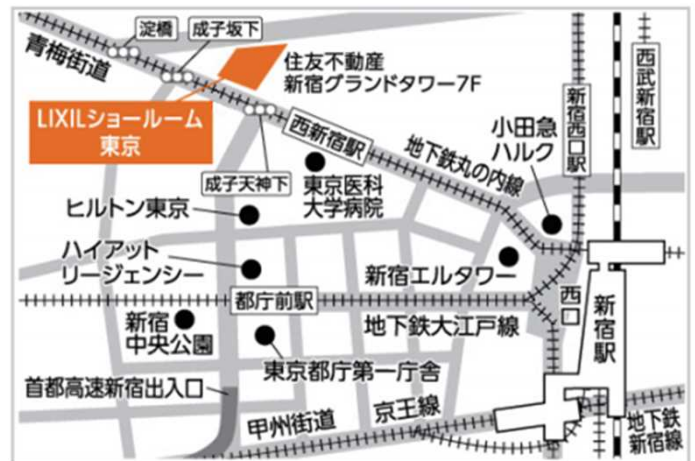 淀橋
成子坂下
青梅街道
住友不動産
新宿グランドタワー7F
LIXILショールーム
東京
西新宿駅
地下鉄丸の内線
小田急
ハルク
新宿西口駅
西武新宿駅
成子天神下
東京医科
大学病院
ヒルトン東京
ハイアット
リージェンシー
新宿エルタワー
都庁前駅
西口
新宿駅
新宿
中央公園
地下鉄大江戸線
東京都庁第一庁舎
首都高速新宿出入口
甲州街道
京王線
地下鉄
新宿線